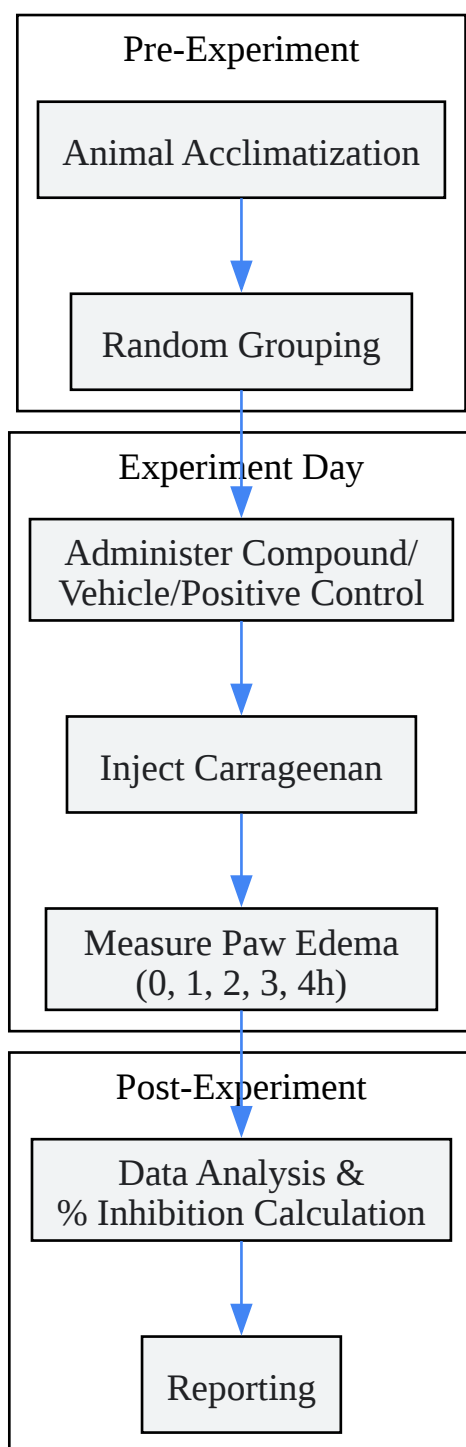 Pre-Experiment
Animal Acclimatization
Random Grouping
Experiment Day
Administer Compound/
Vehicle/Positive Control
Inject Carrageenan
Measure Paw Edema
(0, 1, 2, 3, 4h)
Post-Experiment
Data Analysis &
% Inhibition Calculation
Reporting